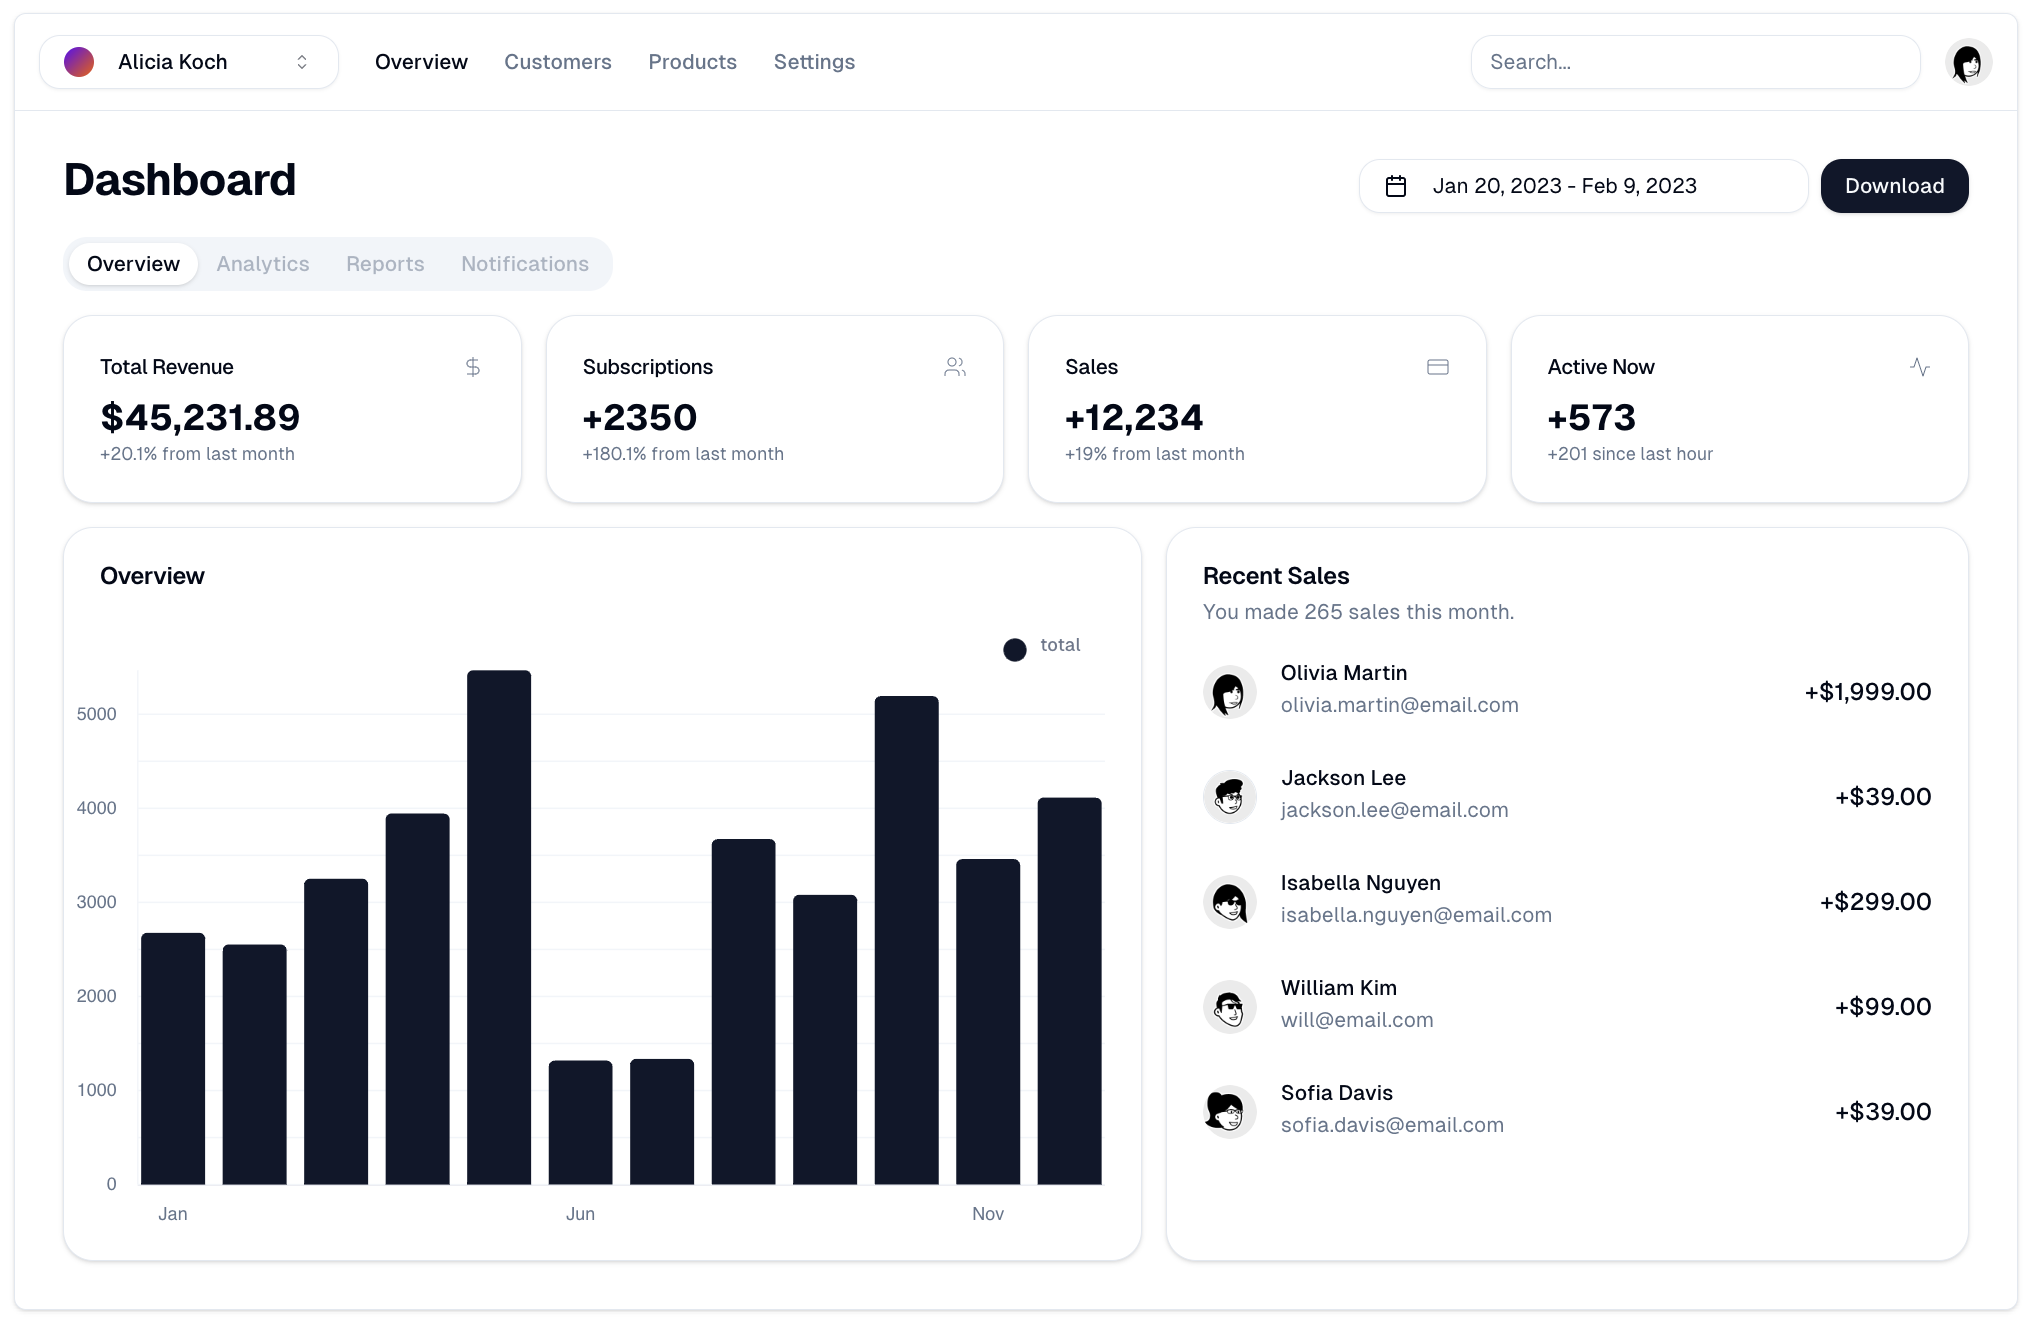 Alicia Koch
Overview
Customers
Products
Settings
Search...
Dashboard
Jan 20, 2023 - Feb 9, 2023
Download
Overview
Analytics
Reports
Notifications
Total Revenue
$45,231.89
+20.1% from last month
Subscriptions
+2350
+180.1% from last month
Sales
+12,234
+19% from last month
Active Now
+573
+201 since last hour
Overview
total
5000
4000
3000
2000
1000
0
Jan
Jun
Nov
Recent Sales
You made 265 sales this month.
Olivia Martin
olivia.martin@email.com
+$1,999.00
Jackson Lee
jackson.lee@email.com
+$39.00
Isabella Nguyen
isabella.nguyen@email.com
+$299.00
William Kim
will@email.com
+$99.00
Sofia Davis
sofia.davis@email.com
+$39.00